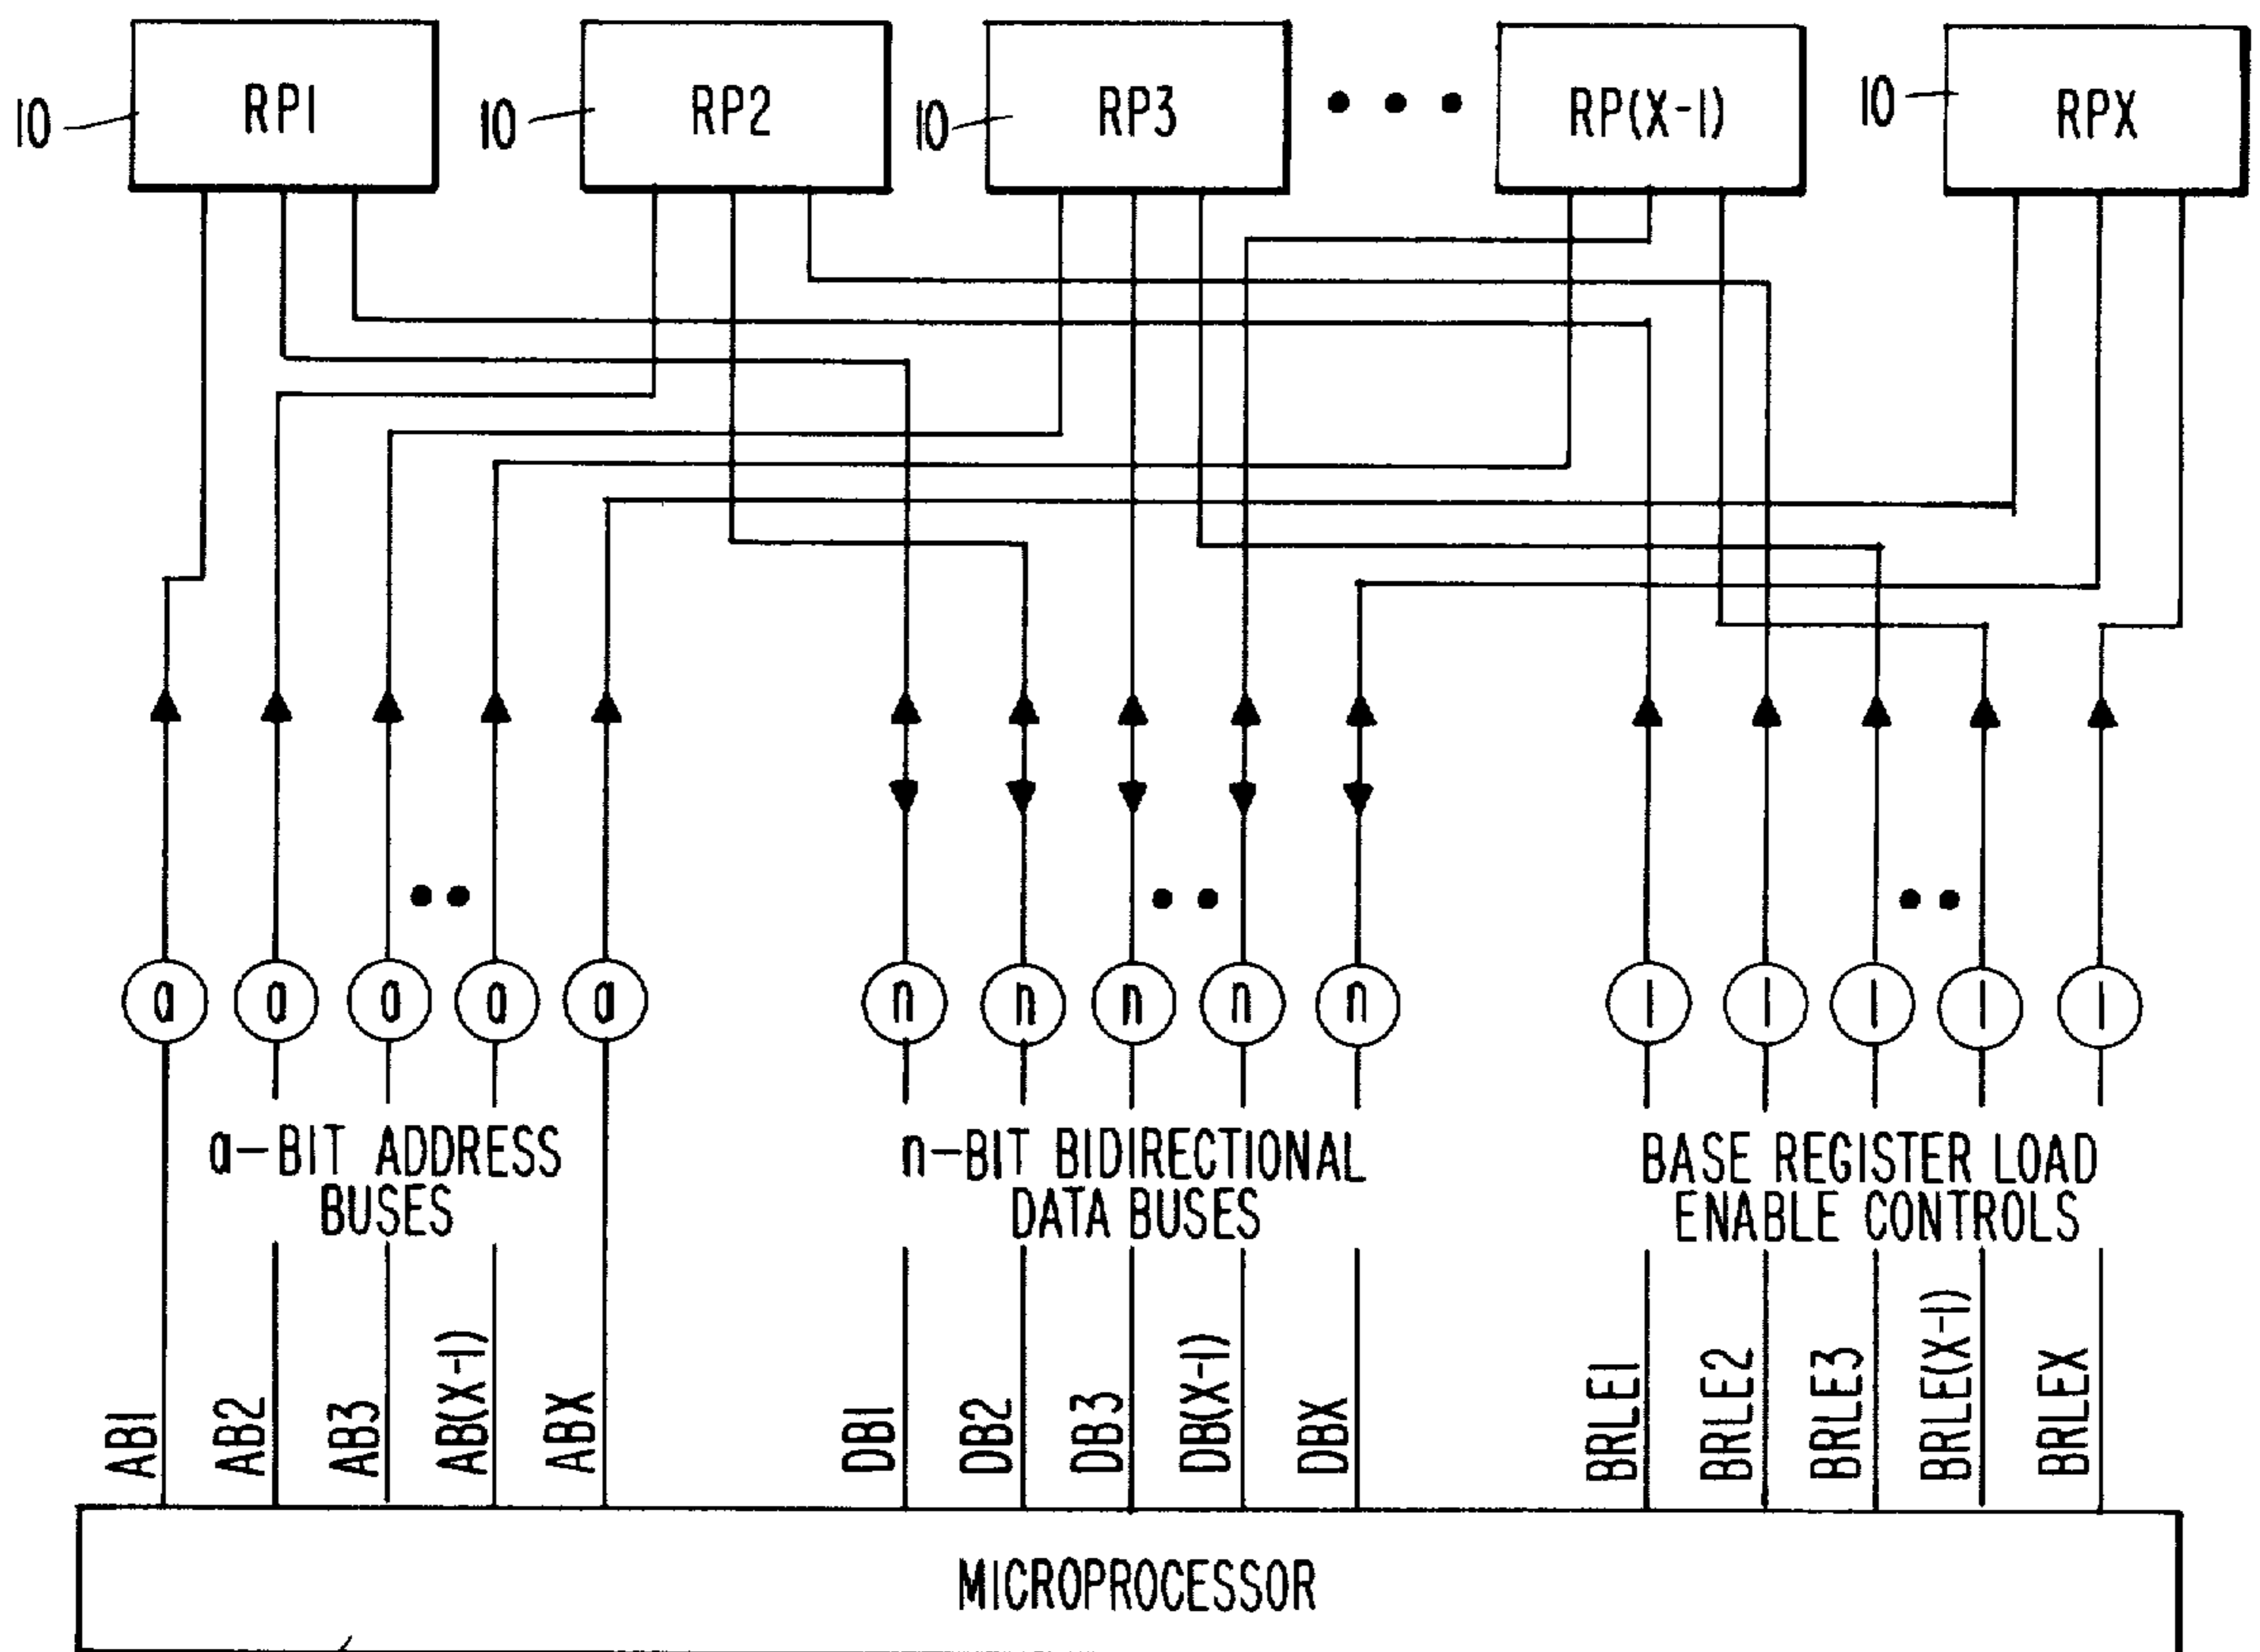 RP1
RP2
RP3
RP(X-1)
RPX
10
10
10
10
a
a
a
a
a
n
n
n
n
n
1
1
1
1
1
a-BIT ADDRESS
BUSES
n-BIT BIDIRECTIONAL
DATA BUSES
BASE REGISTER LOAD
ENABLE CONTROLS
AB1
AB2
AB3
AB(X-1)
ABX
DB1
DB2
DB3
DB(X-1)
DBX
BRLE1
BRLE2
BRLE3
BRLE(X-1)
BRLEX
MICROPROCESSOR